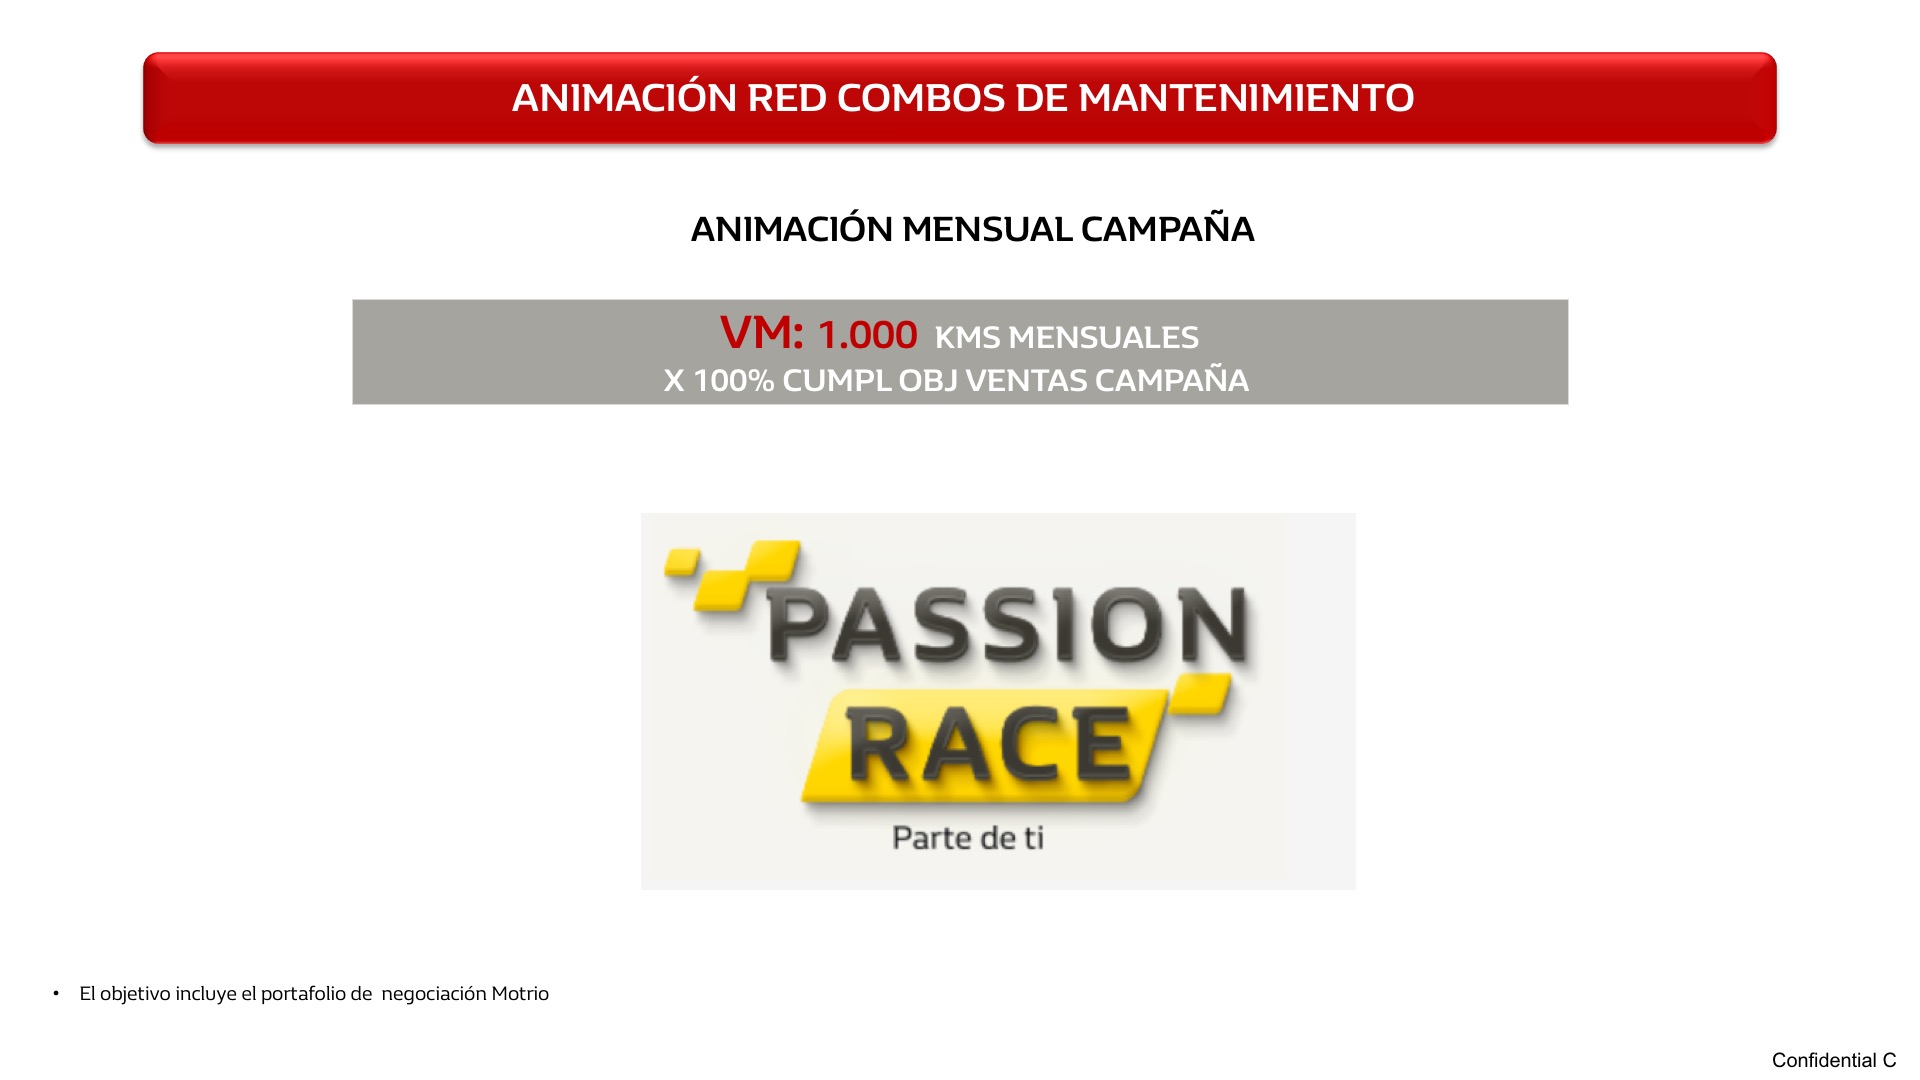 ANIMACIÓN RED COMBOS DE MANTENIMIENTO
ANIMACIÓN MENSUAL CAMPAÑA
VM: 1.000 KMS MENSUALES
X 100% CUMPL OBJ VENTAS CAMPAÑA
PASSION
RACE
Parte de ti
• El objetivo incluye el portafolio de negociación Motrio
Confidential C